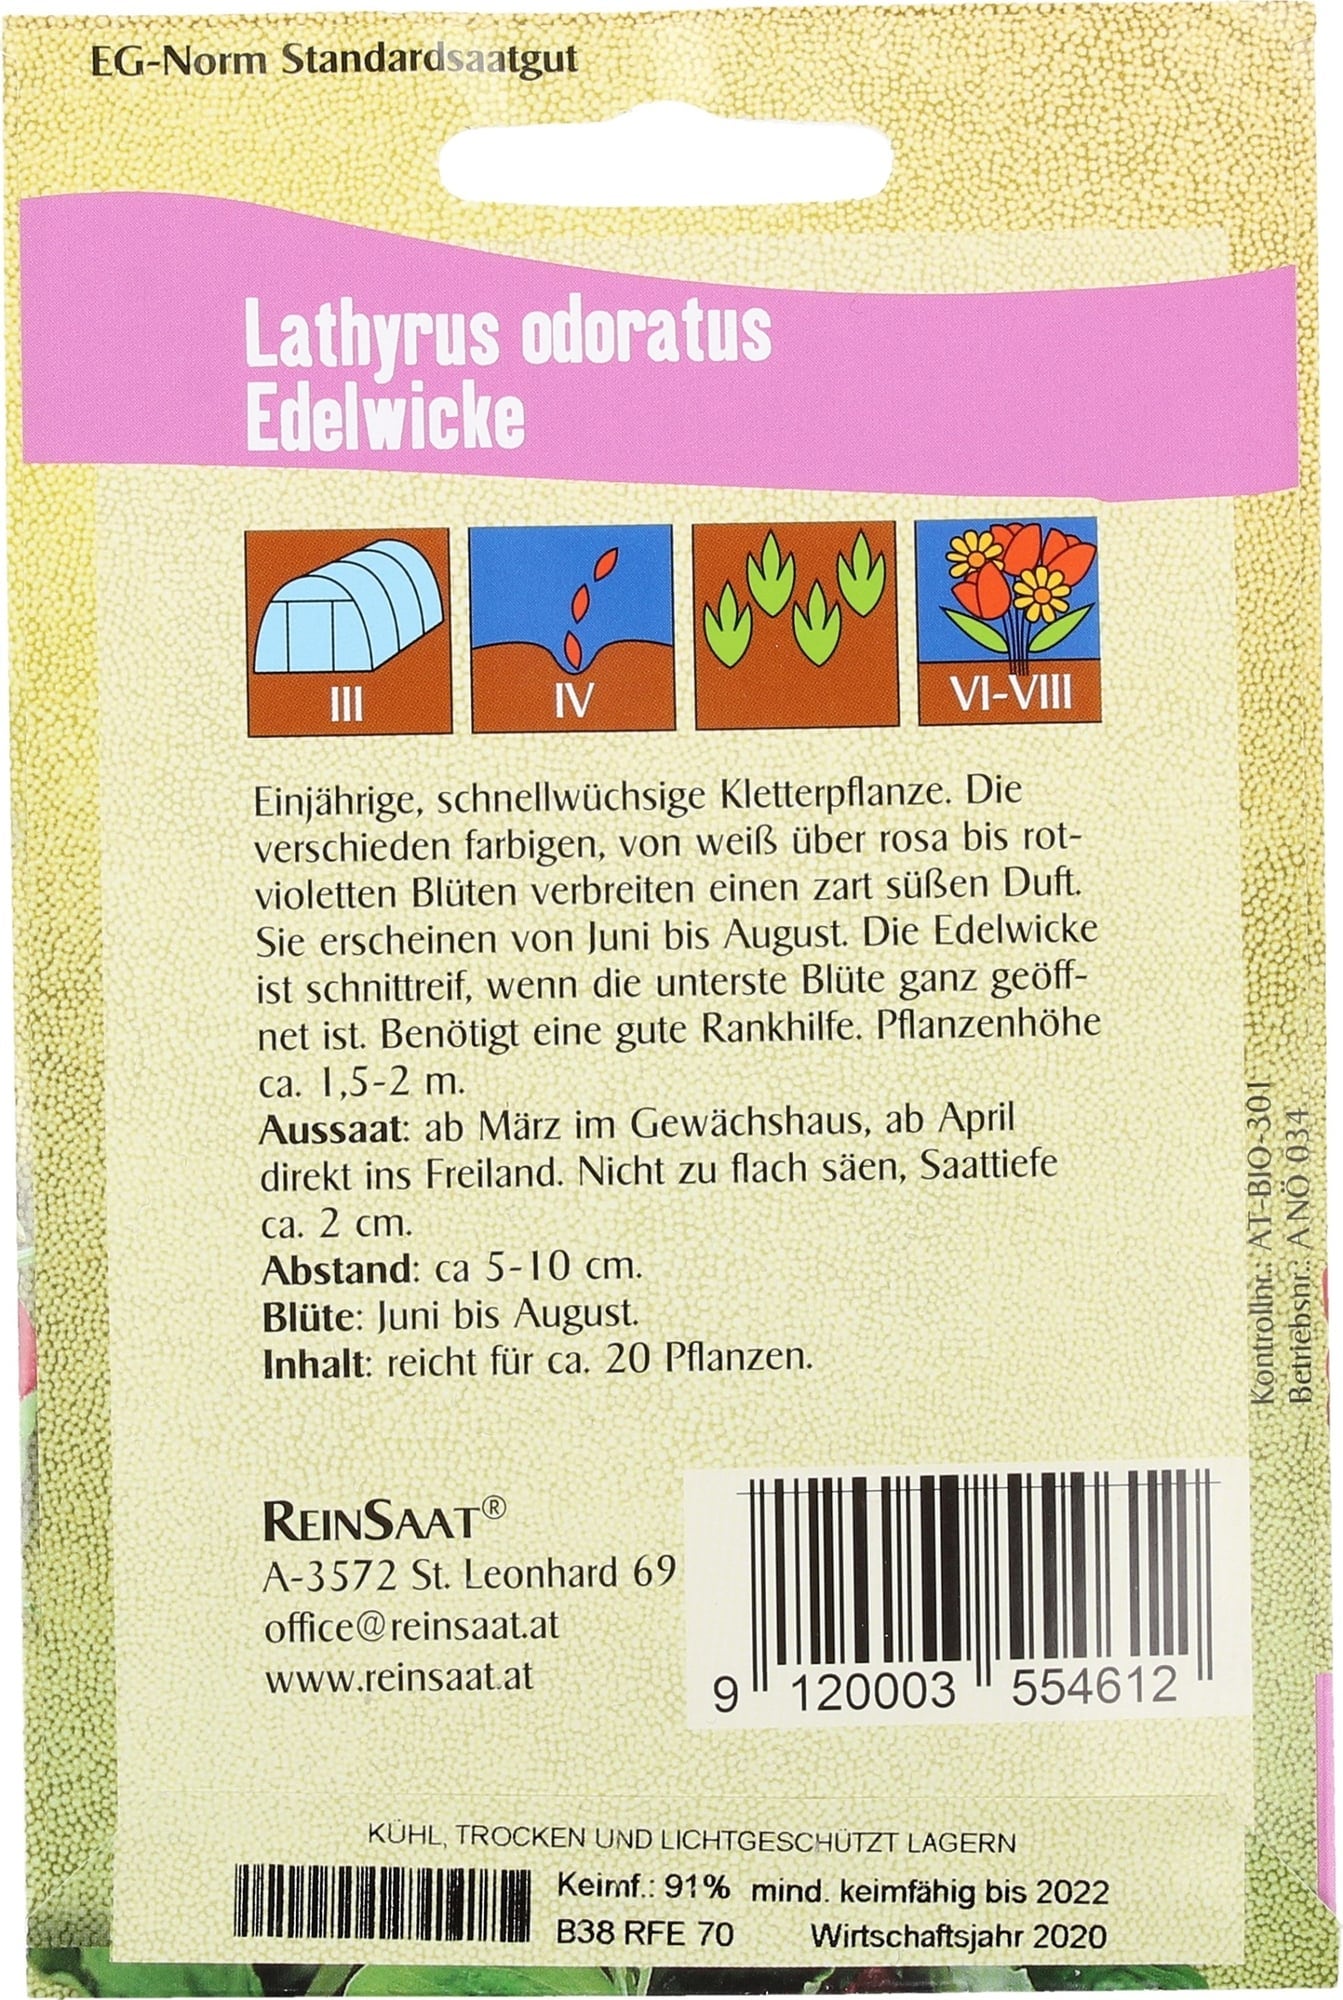 EG-Norm Standardsaatgut
Lathyrus odoratus
Edelwicke
III
IV
VI-VIII
Einjährige, schnellwüchsige Kletterpflanze. Die
verschieden farbigen, von weiß über rosa bis rot-
violetten Blüten verbreiten einen zart süßen Duft.
Sie erscheinen von Juni bis August. Die Edelwicke
ist schnittreif, wenn die unterste Blüte ganz geöff-
net ist. Benötigt eine gute Rankhilfe. Pflanzenhöhe
ca. 1,5-2 m.
Aussaat: ab März im Gewächshaus, ab April
direkt ins Freiland. Nicht zu flach säen, Saattiefe
ca. 2 cm.
Abstand: ca 5-10 cm.
Blüte: Juni bis August.
Inhalt: reicht für ca. 20 Pflanzen.
Kontrollnr.: AT-BIO-301
Betriebsnr.: A NÖ 034
REINSAAT®
A-3572 St. Leonhard 69
office@reinsaat.at
www.reinsaat.at
9 120003 554612
KÜHL, TROCKEN UND LICHTGESCHÜTZT LAGERN
Keimf.: 91% mind. keimfähig bis 2022
B38 RFE 70 Wirtschaftsjahr 2020